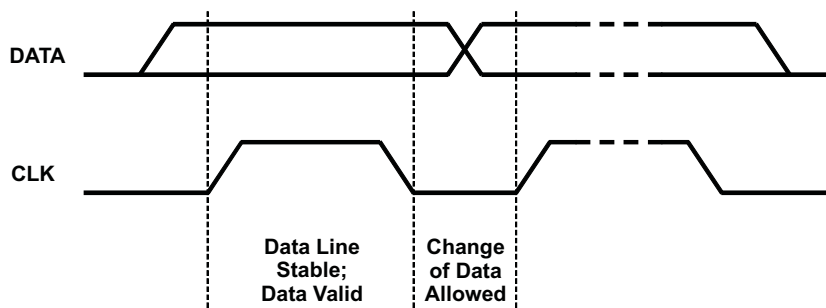 DATA
CLK
Data Line
Stable;
Data Valid
Change
of Data
Allowed